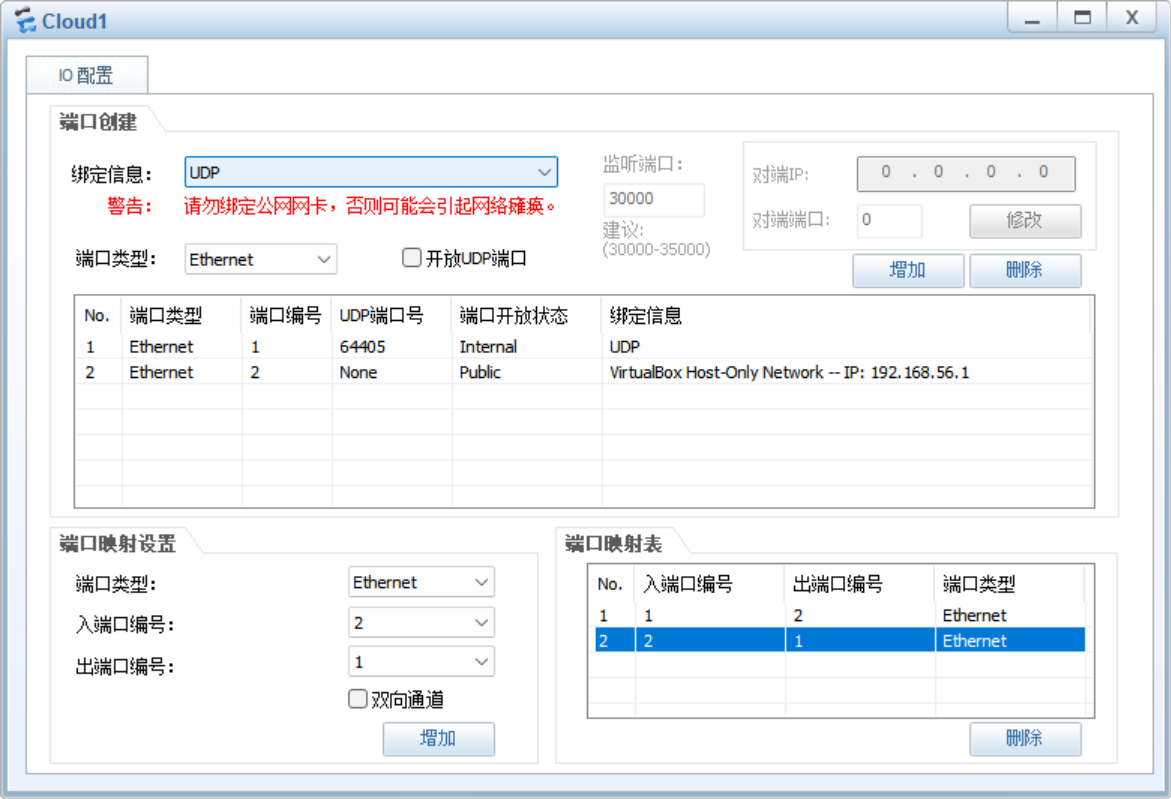 Cloud1
IO 配置
端口创建
绑定信息： UDP
警告： 请勿绑定公网网卡，否则可能会引起网络瘫痪。
端口类型： Ethernet 开放UDP端口
监听端口：
30000
建议:
(30000-35000)
对端IP: 0 . 0 . 0 . 0
对端端口: 0 修改
增加 删除
No. 端口类型 端口编号 UDP端口号 端口开放状态 绑定信息
1 Ethernet 1 64405 Internal UDP
2 Ethernet 2 None Public VirtualBox Host-Only Network -- IP: 192.168.56.1
端口映射设置
端口类型： Ethernet
入端口编号： 2
出端口编号： 1
双向通道
增加
端口映射表
No. 入端口编号 出端口编号 端口类型
1 1 2 Ethernet
2 2 1 Ethernet
删除